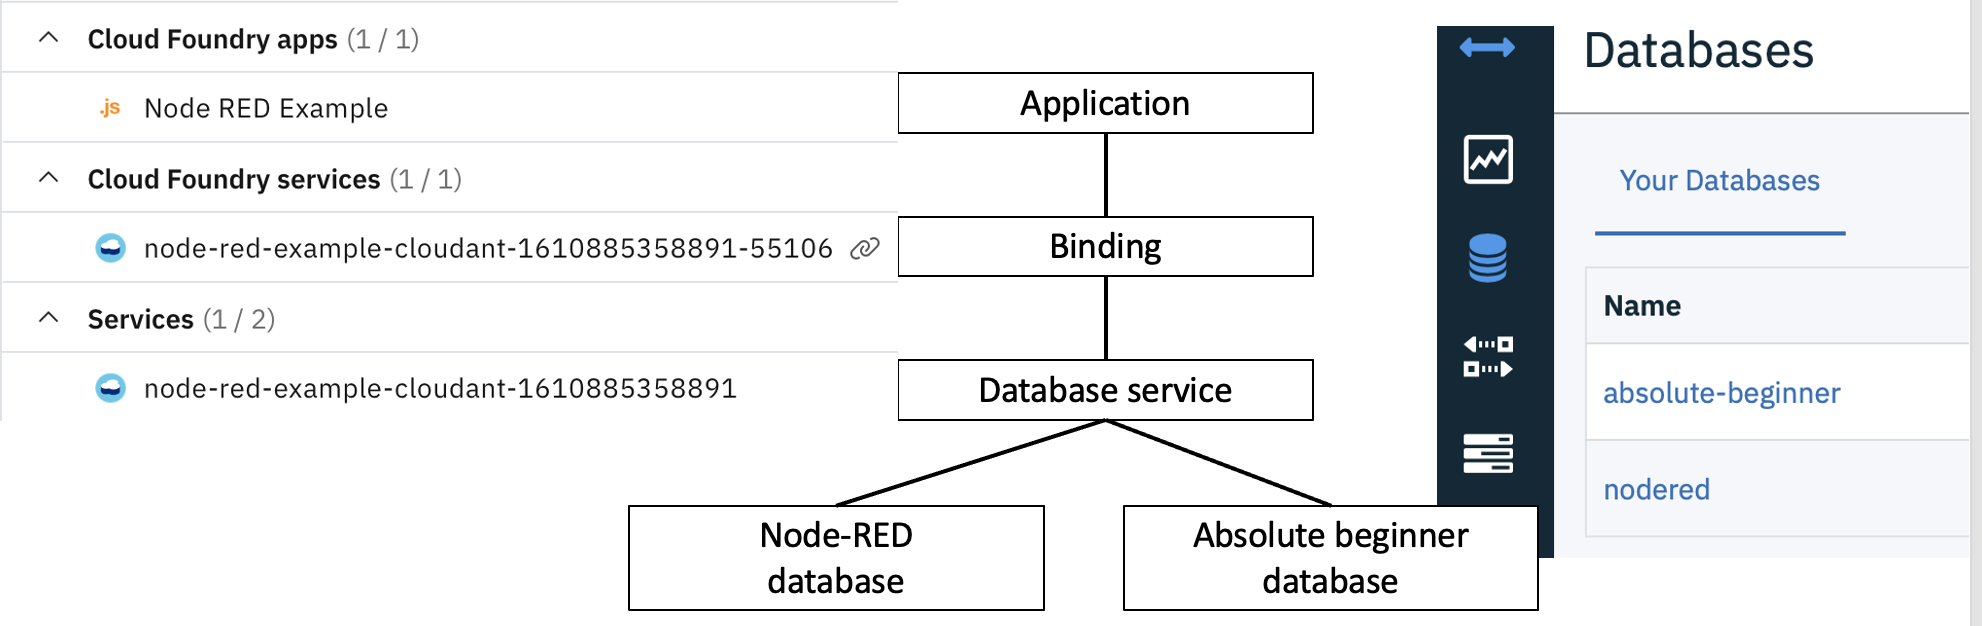 Cloud Foundry apps (1 / 1)
.js Node RED Example
Cloud Foundry services (1 / 1)
node-red-example-cloudant-1610885358891-55106
Services (1 / 2)
node-red-example-cloudant-1610885358891
Application
Binding
Database service
Node-RED
database
Absolute beginner
database
Databases
Your Databases
Name
absolute-beginner
nodered